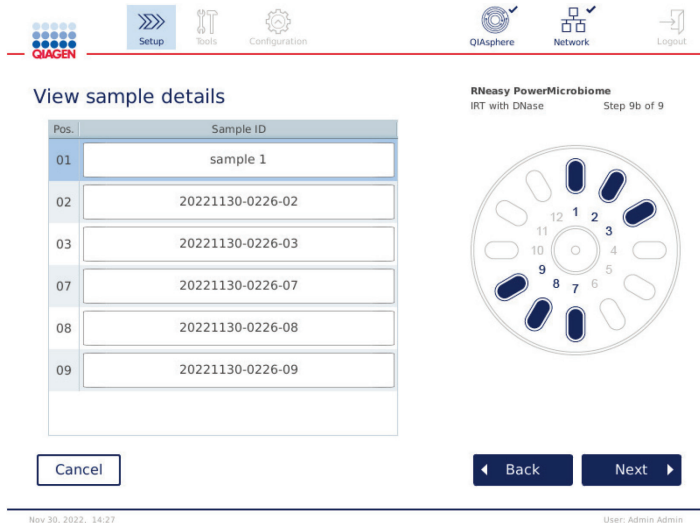 QIAGEN
Setup
Tools
Configuration
QIAsphere
Network
Logout
View sample details
RNeasy PowerMicrobiome
IRT with DNase
Step 9b of 9
Pos.
Sample ID
01
sample 1
02
20221130-0226-02
03
20221130-0226-03
07
20221130-0226-07
08
20221130-0226-08
09
20221130-0226-09
1
2
3
4
5
6
7
8
9
10
11
12
Cancel
Back
Next
Nov 30, 2022, 14:27
User: Admin Admin